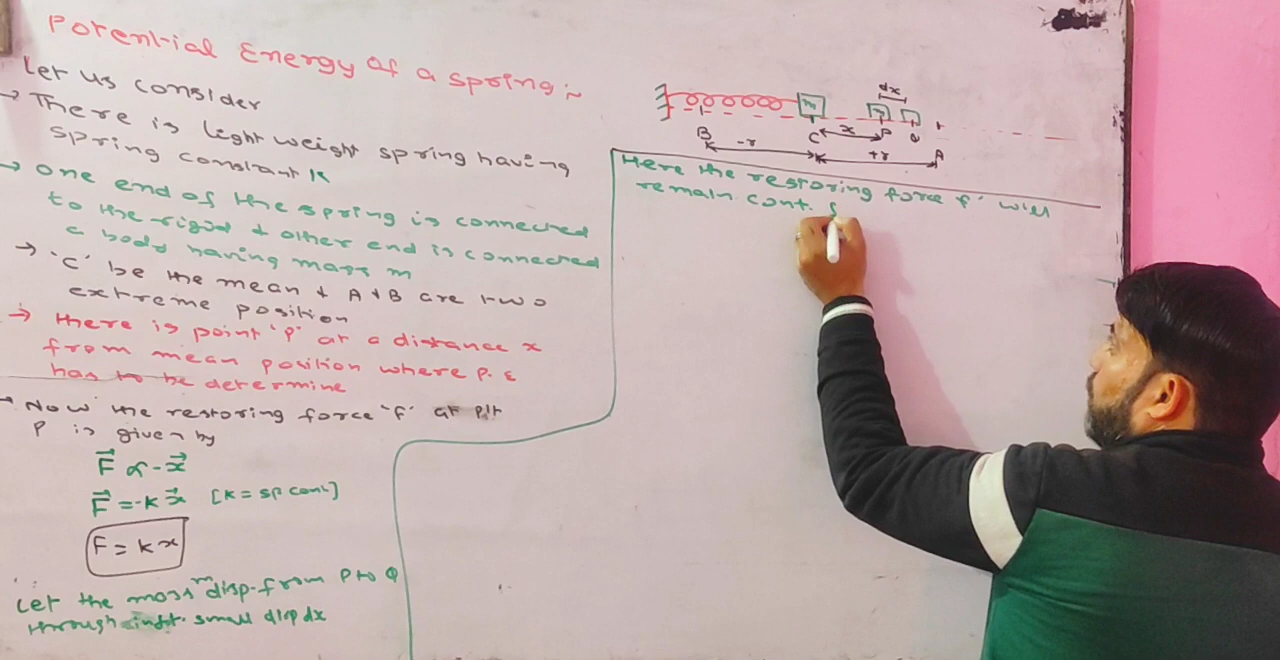 Potential Energy of a spring :~
Let us consider
→ There is light weight spring having
spring constant K
→ one end of the spring is connected
to the rigid & other end is connected
a body having mass m
→ 'C' be the mean & A & B are two
extreme position
→ there is point 'P' at a distance x
from mean position where P. E
has to be determine
→ Now the restoring force 'F' at pt
P is given by
F ∝ - x
F = -k x [K = sp const]
F = k x
Let the mass m disp. from P to Q
through infit. small disp dx
dx
m m
B C x P Q A
-r +r
Here the restoring force F' will
remain cont. &